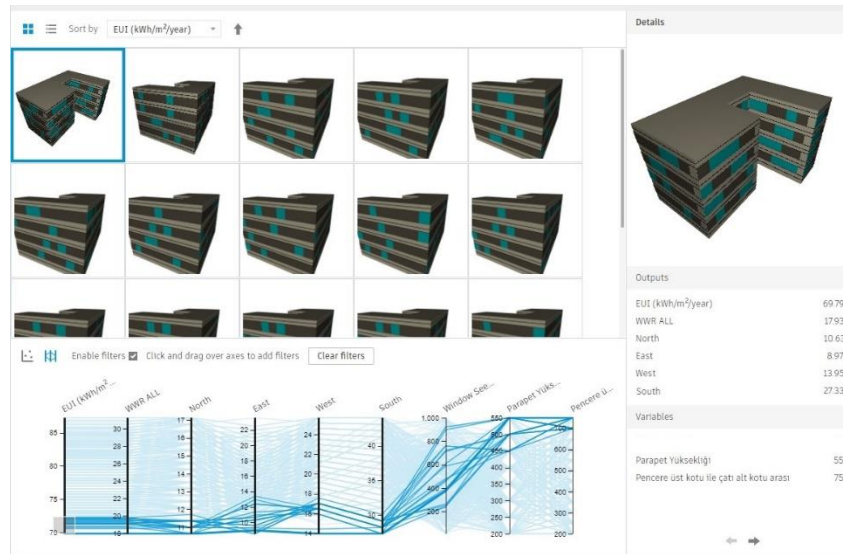 Sort by EUI (kWh/m²/year)
Details
Outputs
EUI (kWh/m²/year) 69.79
WWR ALL 17.93
North 10.63
East 8.97
West 13.95
South 27.33
Variables
Parapet Yüksekliği 55
Pencere üst kotu ile çatı alt kotu arası 75
Enable filters Click and drag over axes to add filters Clear filters
EUI (kWh/m... WWR ALL North East West South Window See... Parapet Yüks... Pencere ü...
85 80 75 70
30 28 26 24 22 20 18
17 16 14 13 12 11
22 20 18 16 14 12 10
24 22 20 18 16 14
40 35 30
1,000 800 600 400 200
550 500 450 400 350 300 250 200
700 600 500 400 300 200